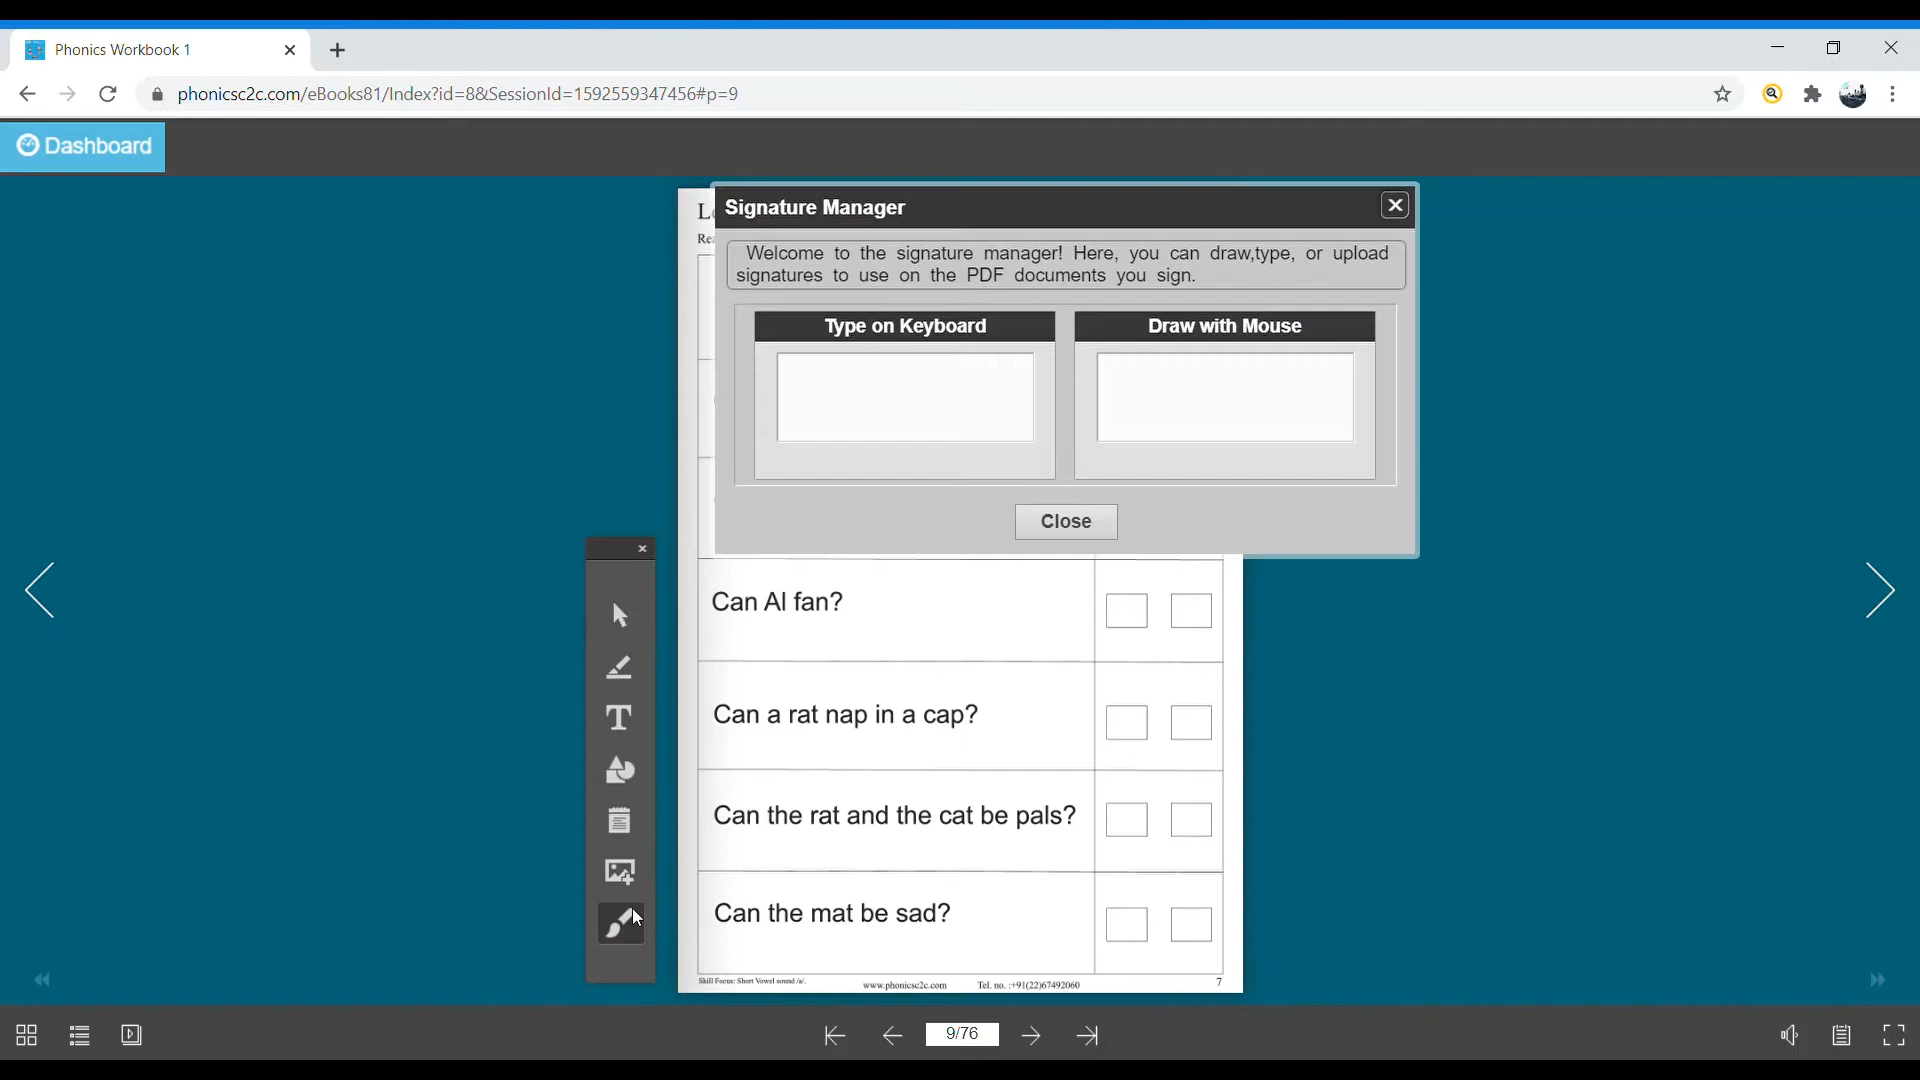 Phonics Workbook 1
phonicsc2c.com/eBooks81/Index?id=8&SessionId=1592559347456#p=9
Dashboard
Signature Manager
Welcome to the signature manager! Here, you can draw,type, or upload
signatures to use on the PDF documents you sign.
Type on Keyboard
Draw with Mouse
Close
Can Al fan?
Can a rat nap in a cap?
Can the rat and the cat be pals?
Can the mat be sad?
Skill Focus: Short Vowel sound /a/.
www.phonicsc2c.com
Tel. no. :+91(22)67492060
7
9/76